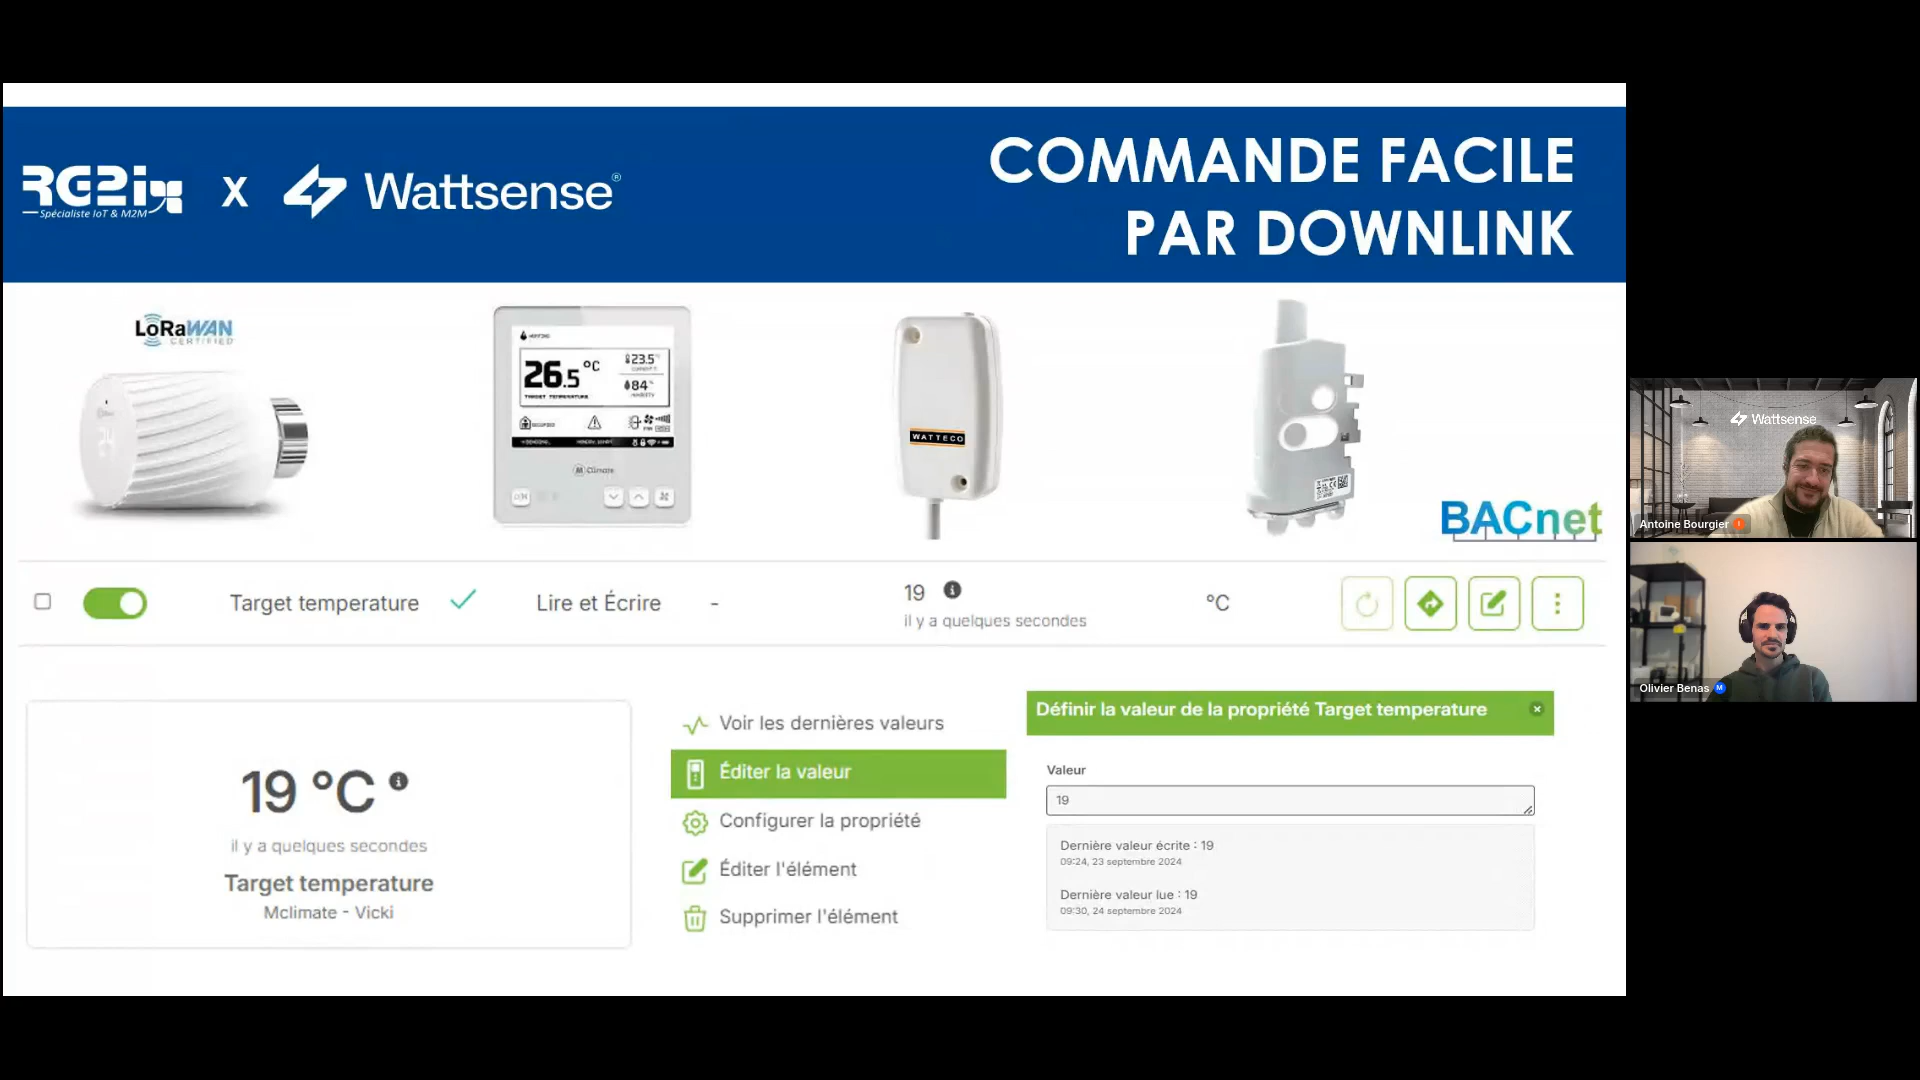 RG2i
Spécialiste IoT & M2M
X
Wattsense®
COMMANDE FACILE
PAR DOWNLINK
LoRaWAN
CERTIFIED
26.5 °C
23.5
84
TARGET TEMPERATURE
WATTECO
BACnet
Target temperature
Lire et Écrire
-
19
il y a quelques secondes
°C
19 °C
il y a quelques secondes
Target temperature
Mclimate - Vicki
Voir les dernières valeurs
Éditer la valeur
Configurer la propriété
Éditer l'élément
Supprimer l'élément
Définir la valeur de la propriété Target temperature
Valeur
19
Dernière valeur écrite : 19
09:24, 23 septembre 2024
Dernière valeur lue : 19
09:30, 24 septembre 2024
Wattsense
Antoine Bourgier
Olivier Benas